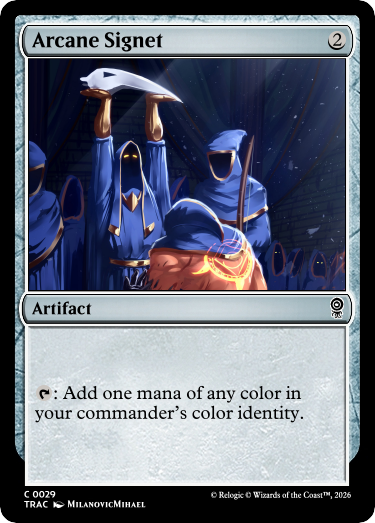 Arcane Signet 2
Artifact
: Add one mana of any color in
your commander's color identity.
C 0029
TRAC MilanovicMihael
© Relogic © Wizards of the Coast™, 2026